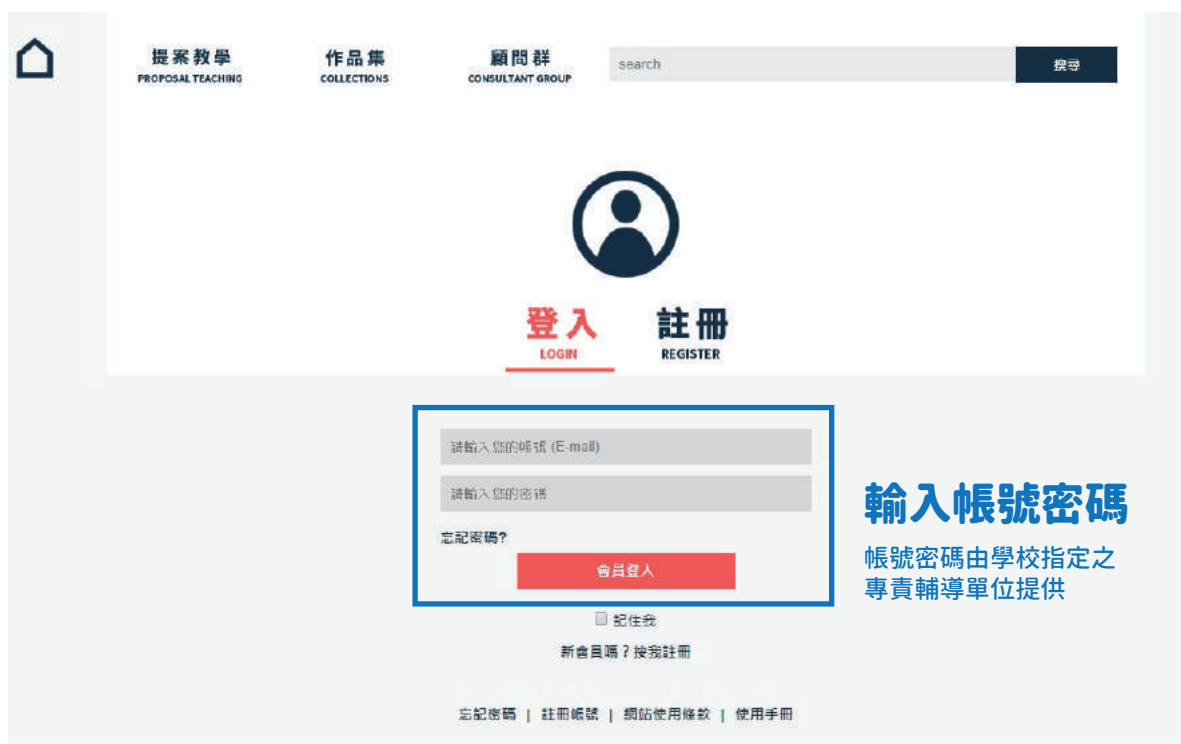 提案教學 作品集 顧問群 search 搜尋
PROPOSAL TEACHING COLLECTIONS CONSULTANT GROUP
登入 註冊
LOGIN REGISTER
請輸入您的帳號 (E-mail)
請輸入您的密碼
忘記密碼?
會員登入
輸入帳號密碼
帳號密碼由學校指定之
專責輔導單位提供
記住我
新會員嗎？按我註冊
忘記密碼 | 註冊帳號 | 網站使用條款 | 使用手冊